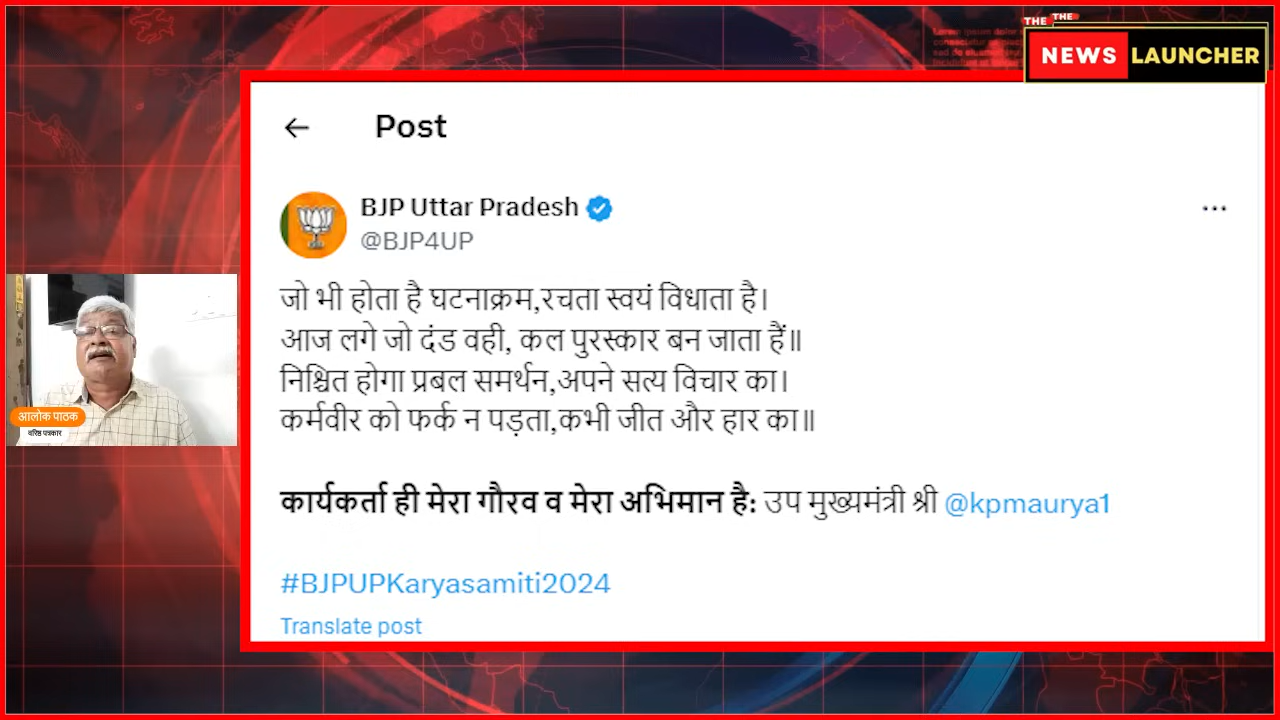 THE THE
NEWS LAUNCHER
Post
BJP Uttar Pradesh
@BJP4UP
जो भी होता है घटनाक्रम,रचता स्वयं विधाता है।
आज लगे जो दंड वही, कल पुरस्कार बन जाता हैं॥
निश्चित होगा प्रबल समर्थन,अपने सत्य विचार का।
कर्मवीर को फर्क न पड़ता,कभी जीत और हार का॥
कार्यकर्ता ही मेरा गौरव व मेरा अभिमान है: उप मुख्यमंत्री श्री @kpmaurya1
#BJPUPKaryasamiti2024
Translate post
आलोक पाठक
वरिष्ठ पत्रकार